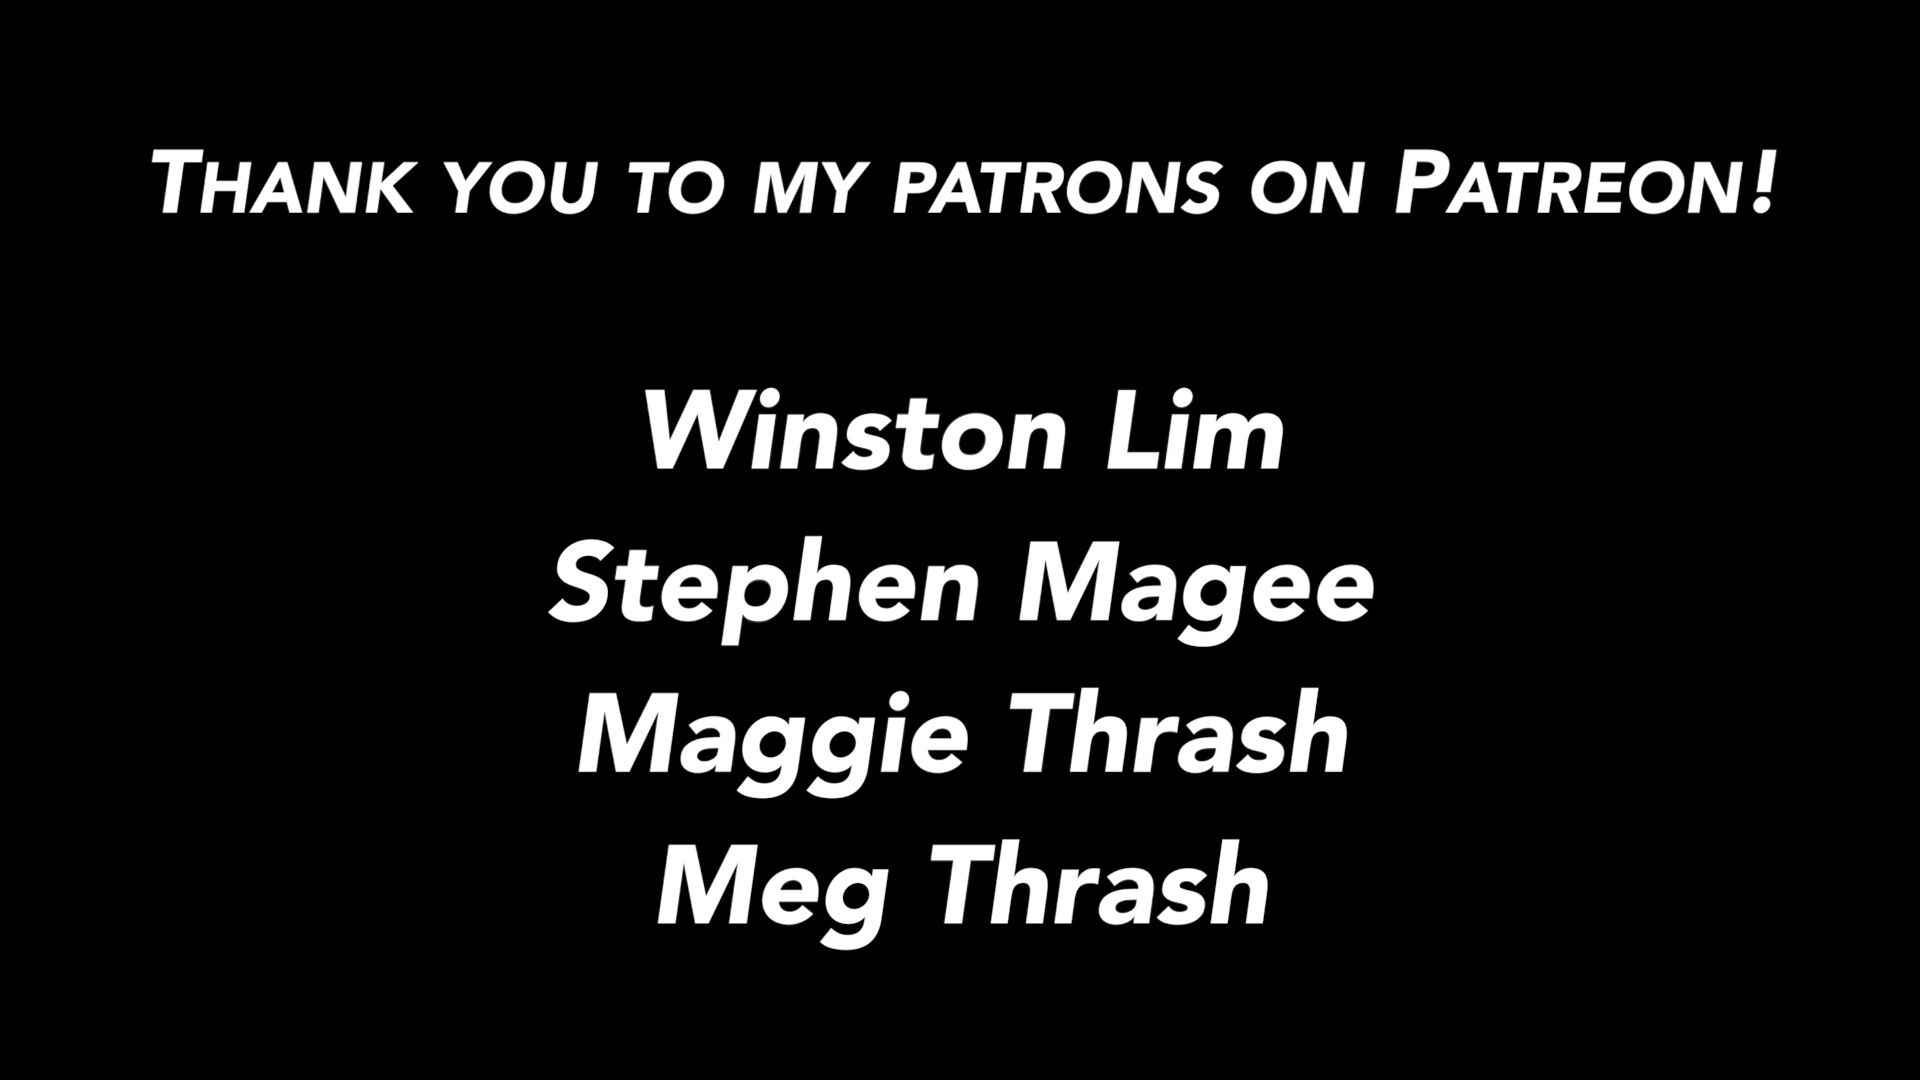 Thank you to my patrons on Patreon!
Winston Lim
Stephen Magee
Maggie Thrash
Meg Thrash